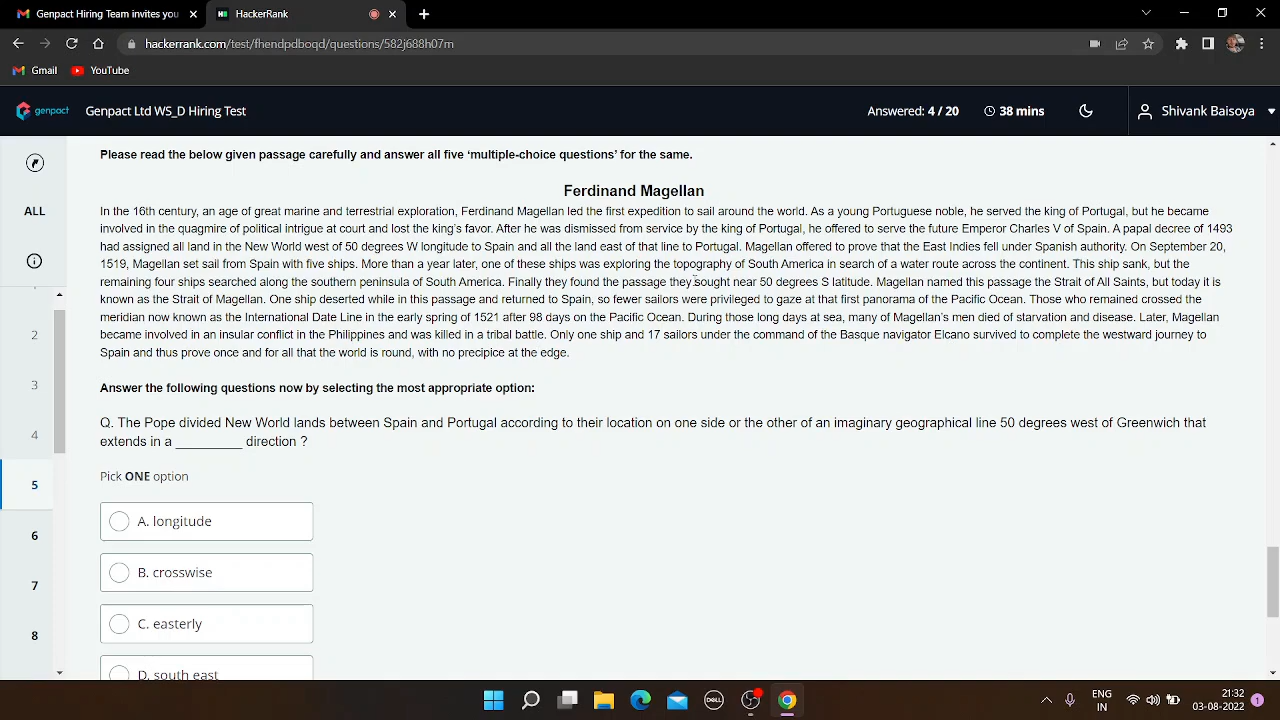 Genpact Hiring Team invites you
HackerRank
hackerrank.com/test/fhendpdboqd/questions/582j688h07m
Gmail
YouTube
genpact
Genpact Ltd WS_D Hiring Test
Answered: 4 / 20
38 mins
Shivank Baisoya
Please read the below given passage carefully and answer all five ‘multiple-choice questions’ for the same.
Ferdinand Magellan
In the 16th century, an age of great marine and terrestrial exploration, Ferdinand Magellan led the first expedition to sail around the world. As a young Portuguese noble, he served the king of Portugal, but he became
involved in the quagmire of political intrigue at court and lost the king's favor. After he was dismissed from service by the king of Portugal, he offered to serve the future Emperor Charles V of Spain. A papal decree of 1493
had assigned all land in the New World west of 50 degrees W longitude to Spain and all the land east of that line to Portugal. Magellan offered to prove that the East Indies fell under Spanish authority. On September 20,
1519, Magellan set sail from Spain with five ships. More than a year later, one of these ships was exploring the topography of South America in search of a water route across the continent. This ship sank, but the
remaining four ships searched along the southern peninsula of South America. Finally they found the passage they sought near 50 degrees S latitude. Magellan named this passage the Strait of All Saints, but today it is
known as the Strait of Magellan. One ship deserted while in this passage and returned to Spain, so fewer sailors were privileged to gaze at that first panorama of the Pacific Ocean. Those who remained crossed the
meridian now known as the International Date Line in the early spring of 1521 after 98 days on the Pacific Ocean. During those long days at sea, many of Magellan's men died of starvation and disease. Later, Magellan
became involved in an insular conflict in the Philippines and was killed in a tribal battle. Only one ship and 17 sailors under the command of the Basque navigator Elcano survived to complete the westward journey to
Spain and thus prove once and for all that the world is round, with no precipice at the edge.
Answer the following questions now by selecting the most appropriate option:
Q. The Pope divided New World lands between Spain and Portugal according to their location on one side or the other of an imaginary geographical line 50 degrees west of Greenwich that
extends in a _________ direction ?
Pick ONE option
A. longitude
B. crosswise
C. easterly
D. south east
ALL
2
3
4
5
6
7
8
DELL
ENG
IN
21:32
03-08-2022
1